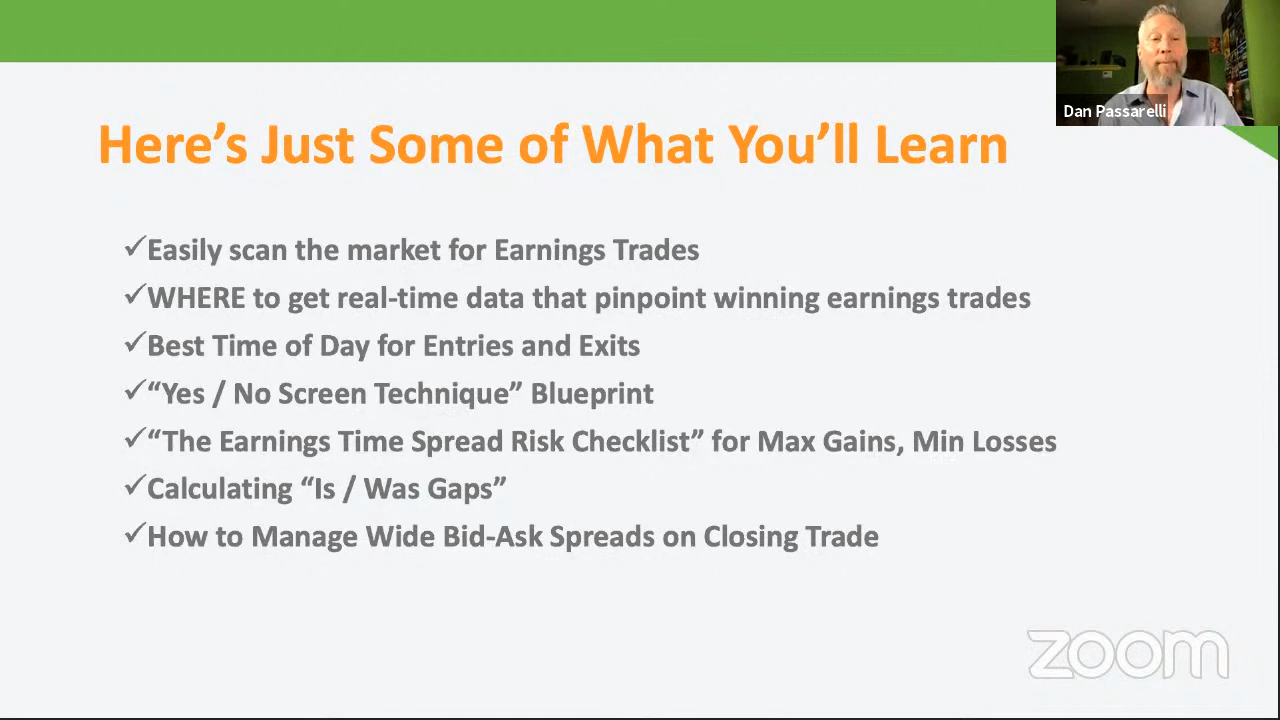 Dan Passarelli
Here’s Just Some of What You’ll Learn
✓Easily scan the market for Earnings Trades
✓WHERE to get real-time data that pinpoint winning earnings trades
✓Best Time of Day for Entries and Exits
✓“Yes / No Screen Technique” Blueprint
✓“The Earnings Time Spread Risk Checklist” for Max Gains, Min Losses
✓Calculating “Is / Was Gaps”
✓How to Manage Wide Bid-Ask Spreads on Closing Trade
zoom